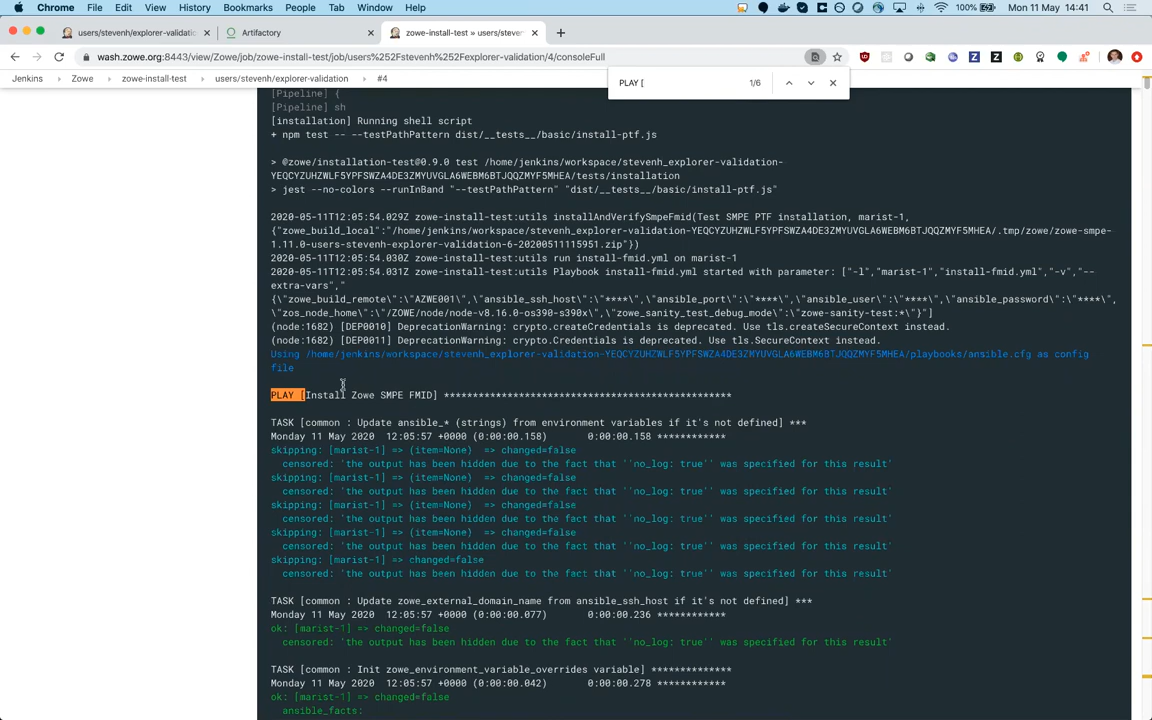 Chrome File Edit View History Bookmarks People Tab Window Help 100% Mon 11 May 14:41
users/stevenh/explorer-validatio Artifactory zowe-install-test » users/steven
wash.zowe.org:8443/view/Zowe/job/zowe-install-test/job/users%252Fstevenh%252Fexplorer-validation/4/consoleFull
Jenkins Zowe zowe-install-test users/stevenh/explorer-validation #4
PLAY [ 1/6
[Pipeline] {
[Pipeline] sh
[installation] Running shell script
+ npm test -- --testPathPattern dist/__tests__/basic/install-ptf.js
> @zowe/installation-test@0.9.0 test /home/jenkins/workspace/stevenh_explorer-validation-
YEQCYZUHZWLF5YPFSWZA4DE3ZMYUVGLA6WEBM6BTJQQZMYF5MHEA/tests/installation
> jest --no-colors --runInBand "--testPathPattern" "dist/__tests__/basic/install-ptf.js"
2020-05-11T12:05:54.029Z zowe-install-test:utils installAndVerifySmpeFmid(Test SMPE PTF installation, marist-1,
{"zowe_build_local":"/home/jenkins/workspace/stevenh_explorer-validation-YEQCYZUHZWLF5YPFSWZA4DE3ZMYUVGLA6WEBM6BTJQQZMYF5MHEA/.tmp/zowe/zowe-smpe-
1.11.0-users-stevenh-explorer-validation-6-20200511115951.zip"})
2020-05-11T12:05:54.030Z zowe-install-test:utils run install-fmid.yml on marist-1
2020-05-11T12:05:54.031Z zowe-install-test:utils Playbook install-fmid.yml started with parameter: ["-l","marist-1","install-fmid.yml","-v","--
extra-vars","
{\"zowe_build_remote\":\"AZWE001\",\"ansible_ssh_host\":\"****\",\"ansible_port\":\"****\",\"ansible_user\":\"****\",\"ansible_password\":\"****\",
\"zos_node_home\":\"/ZOWE/node/node-v8.16.0-os390-s390x\",\"zowe_sanity_test_debug_mode\":\"zowe-sanity-test:*\"}"]
(node:1682) [DEP0010] DeprecationWarning: crypto.createCredentials is deprecated. Use tls.createSecureContext instead.
(node:1682) [DEP0011] DeprecationWarning: crypto.Credentials is deprecated. Use tls.SecureContext instead.
Using /home/jenkins/workspace/stevenh_explorer-validation-YEQCYZUHZWLF5YPFSWZA4DE3ZMYUVGLA6WEBM6BTJQQZMYF5MHEA/playbooks/ansible.cfg as config
file
PLAY [Install Zowe SMPE FMID] **************************************************
TASK [common : Update ansible_* (strings) from environment variables if it's not defined] ***
Monday 11 May 2020 12:05:57 +0000 (0:00:00.158) 0:00:00.158 ************
skipping: [marist-1] => (item=None) => changed=false
censored: 'the output has been hidden due to the fact that ''no_log: true'' was specified for this result'
skipping: [marist-1] => (item=None) => changed=false
censored: 'the output has been hidden due to the fact that ''no_log: true'' was specified for this result'
skipping: [marist-1] => (item=None) => changed=false
censored: 'the output has been hidden due to the fact that ''no_log: true'' was specified for this result'
skipping: [marist-1] => (item=None) => changed=false
censored: 'the output has been hidden due to the fact that ''no_log: true'' was specified for this result'
skipping: [marist-1] => changed=false
censored: 'the output has been hidden due to the fact that ''no_log: true'' was specified for this result'
TASK [common : Update zowe_external_domain_name from ansible_ssh_host if it's not defined] ***
Monday 11 May 2020 12:05:57 +0000 (0:00:00.077) 0:00:00.236 ************
ok: [marist-1] => changed=false
censored: 'the output has been hidden due to the fact that ''no_log: true'' was specified for this result'
TASK [common : Init zowe_environment_variable_overrides variable] **************
Monday 11 May 2020 12:05:57 +0000 (0:00:00.042) 0:00:00.278 ************
ok: [marist-1] => changed=false
ansible_facts: